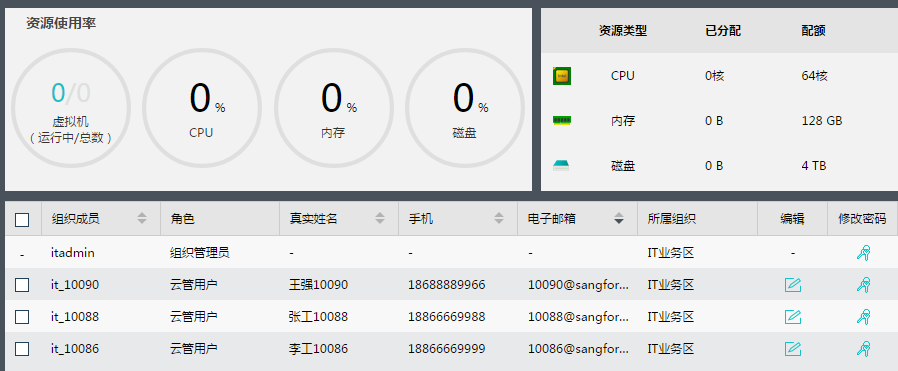 资源使用率
0/0
虚拟机
（运行中/总数）
0 %
CPU
0 %
内存
0 %
磁盘
资源类型 已分配 配额
CPU 0核 64核
内存 0 B 128 GB
磁盘 0 B 4 TB
组织成员 角色 真实姓名 手机 电子邮箱 所属组织 编辑 修改密码
- itadmin 组织管理员 - - - IT业务区 -
it_10090 云管用户 王强10090 18688889966 10090@sangfor... IT业务区
it_10088 云管用户 张工10088 18866669988 10088@sangfor... IT业务区
it_10086 云管用户 李工10086 18866669999 10086@sangfor... IT业务区